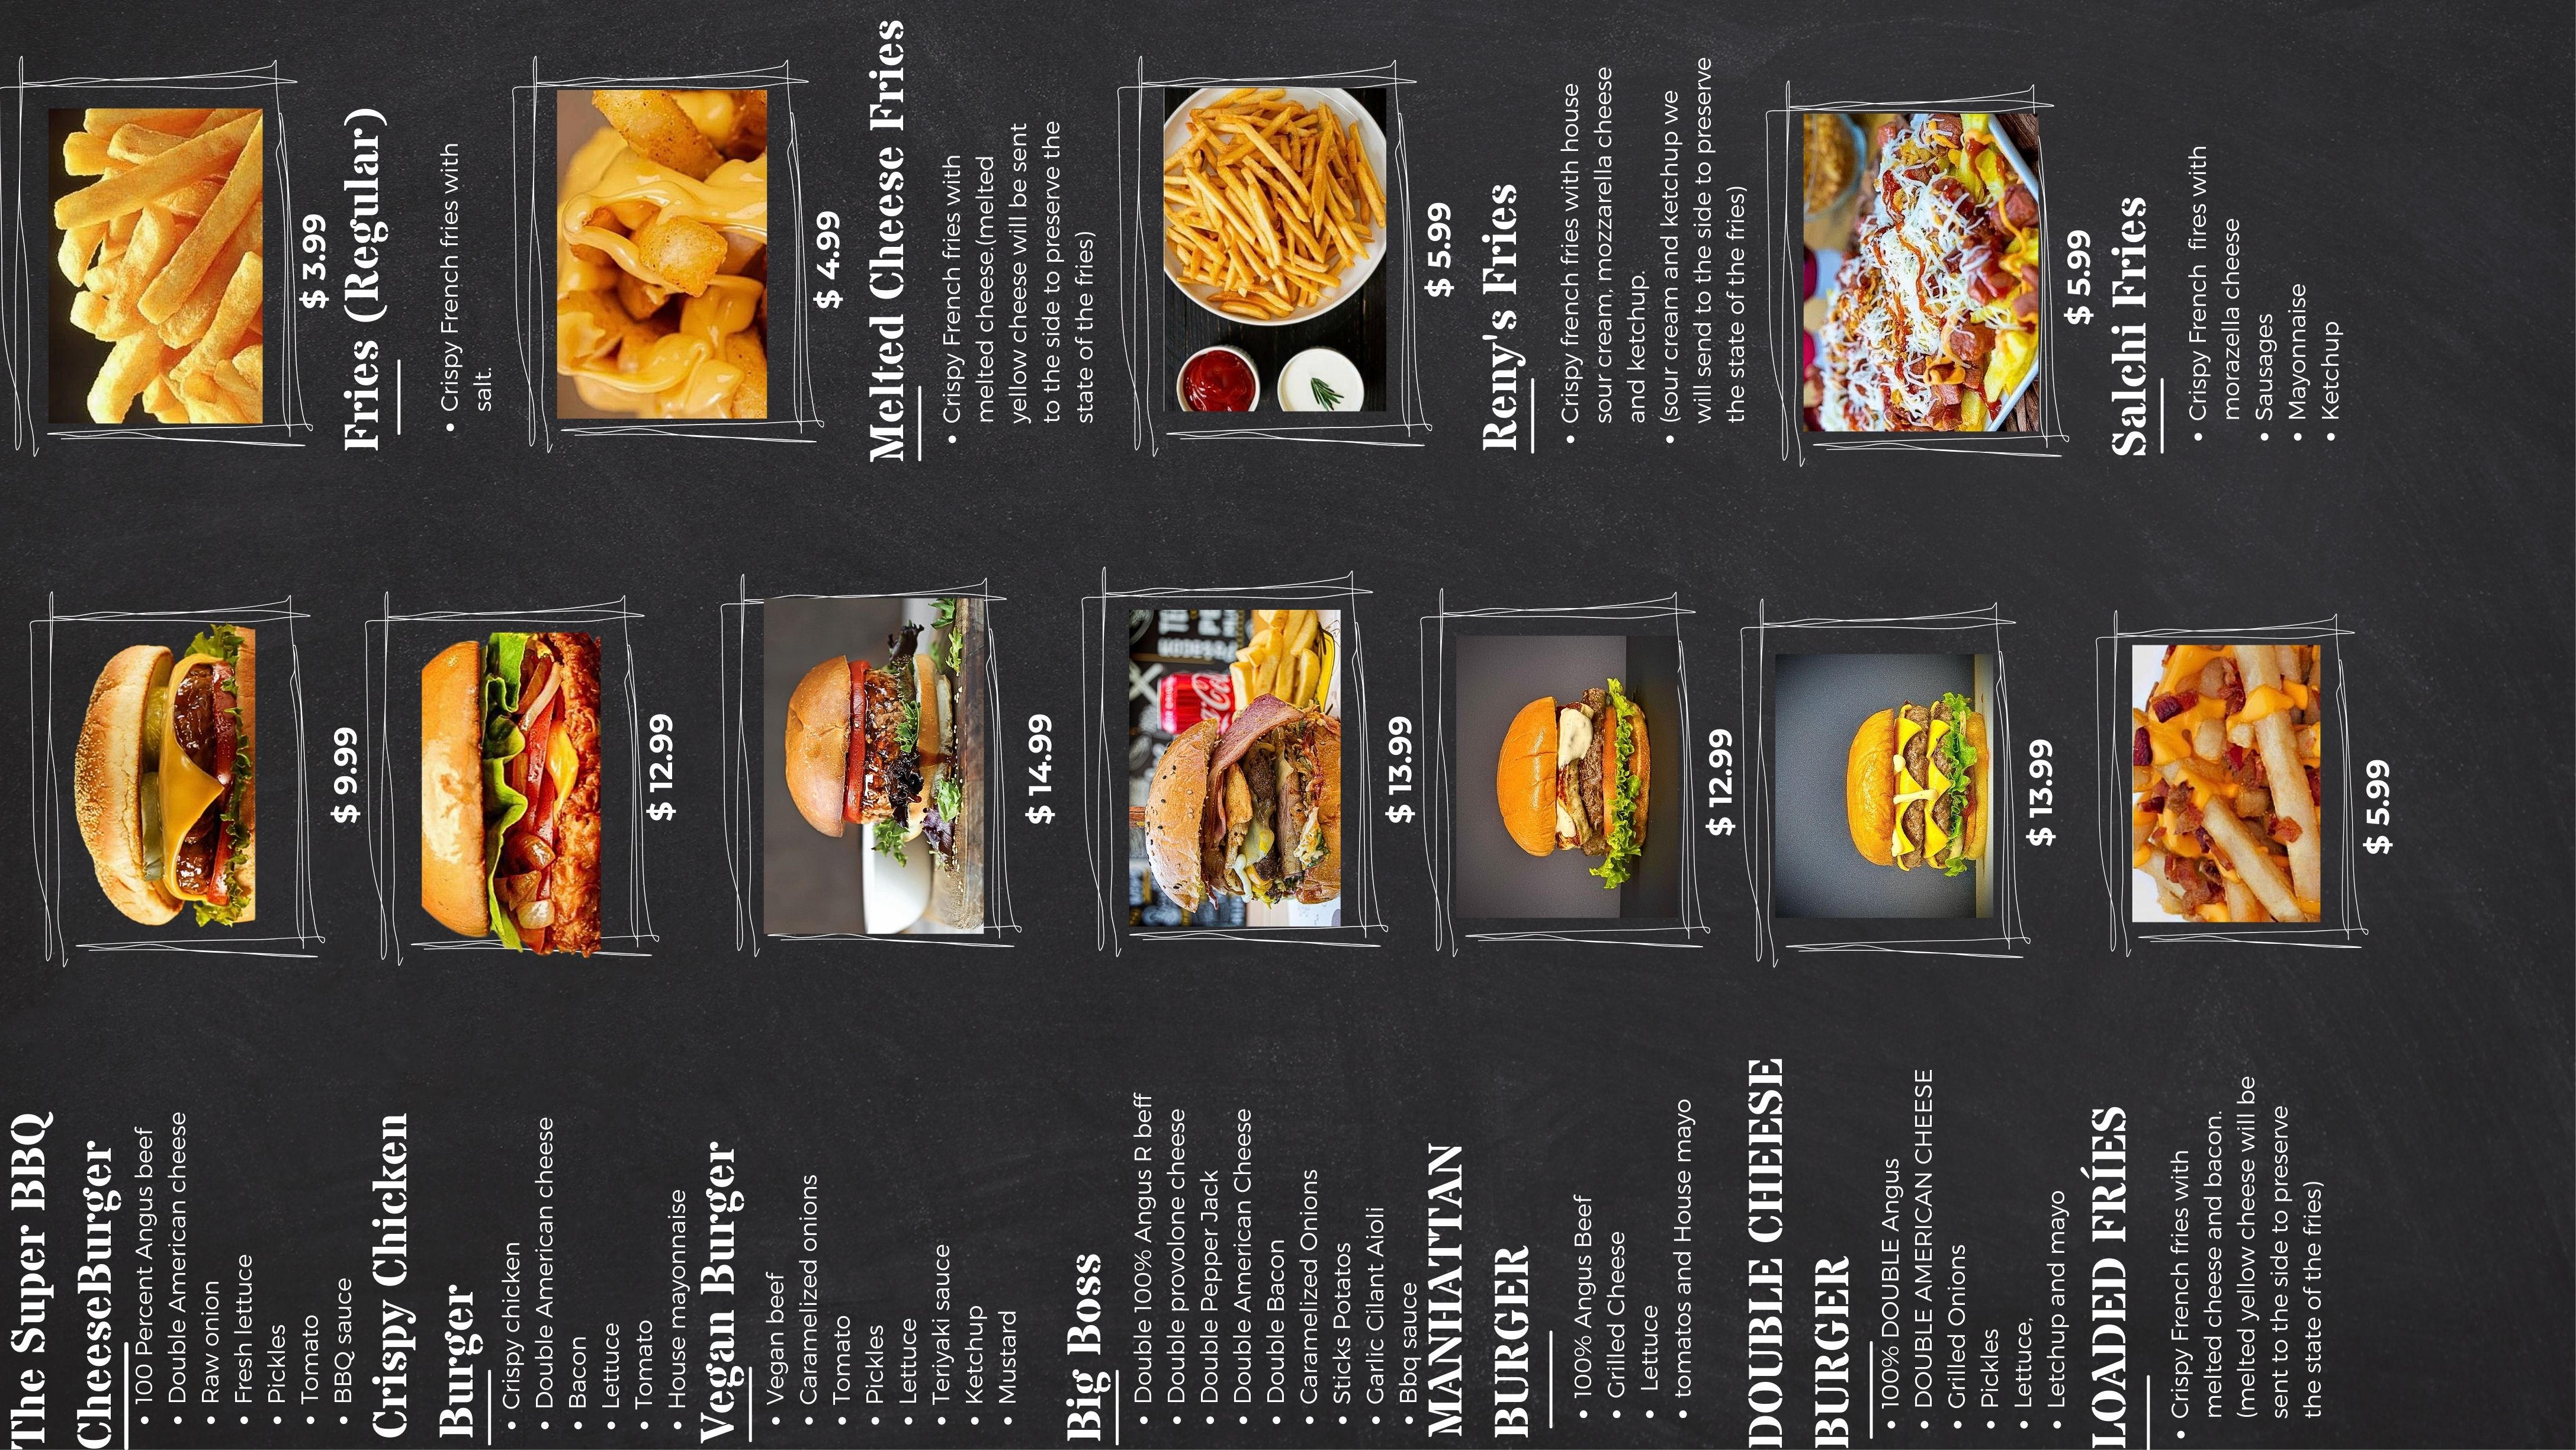 The Super BBQ
CheeseBurger
• 100 Percent Angus beef
• Double American cheese
• Raw onion
• Fresh lettuce
• Pickles
• Tomato
• BBQ sauce
$ 9.99
Crispy Chicken
Burger
• Crispy chicken
• Double American cheese
• Bacon
• Lettuce
• Tomato
• House mayonnaise
$ 12.99
Vegan Burger
• Vegan beef
• Caramelized onions
• Tomato
• Pickles
• Lettuce
• Teriyaki sauce
• Ketchup
• Mustard
$ 14.99
Big Boss
• Double 100% Angus R beff
• Double provolone cheese
• Double Pepper Jack
• Double American Cheese
• Double Bacon
• Caramelized Onions
• Sticks Potatos
• Garlic Cilant Aioli
• Bbq sauce
$ 13.99
MANHATTAN
BURGER
• 100% Angus Beef
• Grilled Cheese
• Lettuce
• tomatos and House mayo
$ 12.99
DOUBLE CHEESE
BURGER
• 100% DOUBLE Angus
• DOUBLE AMERICAN CHEESE
• Grilled Onions
• Pickles
• Lettuce,
• Letchup and mayo
$ 13.99
LOADED FRÍES
• Crispy French fries with
melted cheese and bacon.
(melted yellow cheese will be
sent to the side to preserve
the state of the fries)
$ 5.99
$ 3.99
Fries (Regular)
• Crispy French fries with
salt.
$ 4.99
Melted Cheese Fries
• Crispy French fries with
melted cheese.(melted
yellow cheese will be sent
to the side to preserve the
state of the fries)
$ 5.99
Reny's Fries
• Crispy french fries with house
sour cream, mozzarella cheese
and ketchup.
• (sour cream and ketchup we
will send to the side to preserve
the state of the fries)
$ 5.99
Salchi Fries
• Crispy French fires with
morazella cheese
• Sausages
• Mayonnaise
• Ketchup